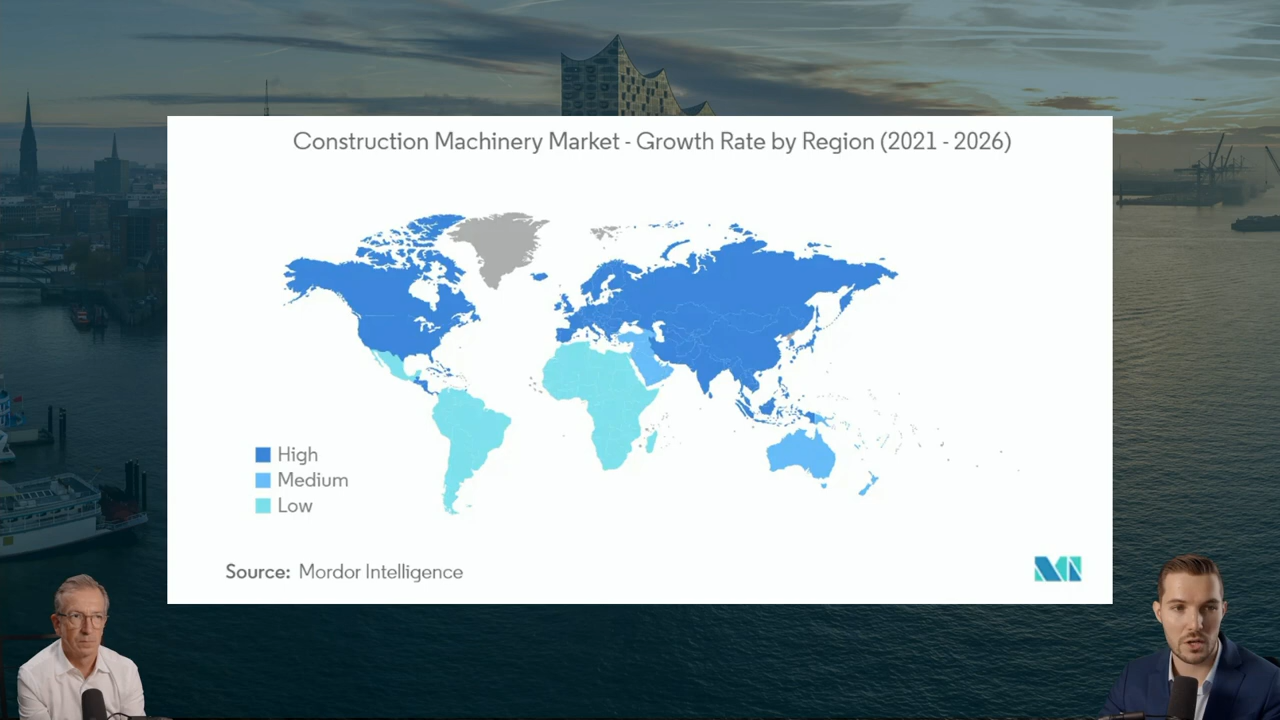 Construction Machinery Market - Growth Rate by Region (2021 - 2026)
High
Medium
Low
Source: Mordor Intelligence